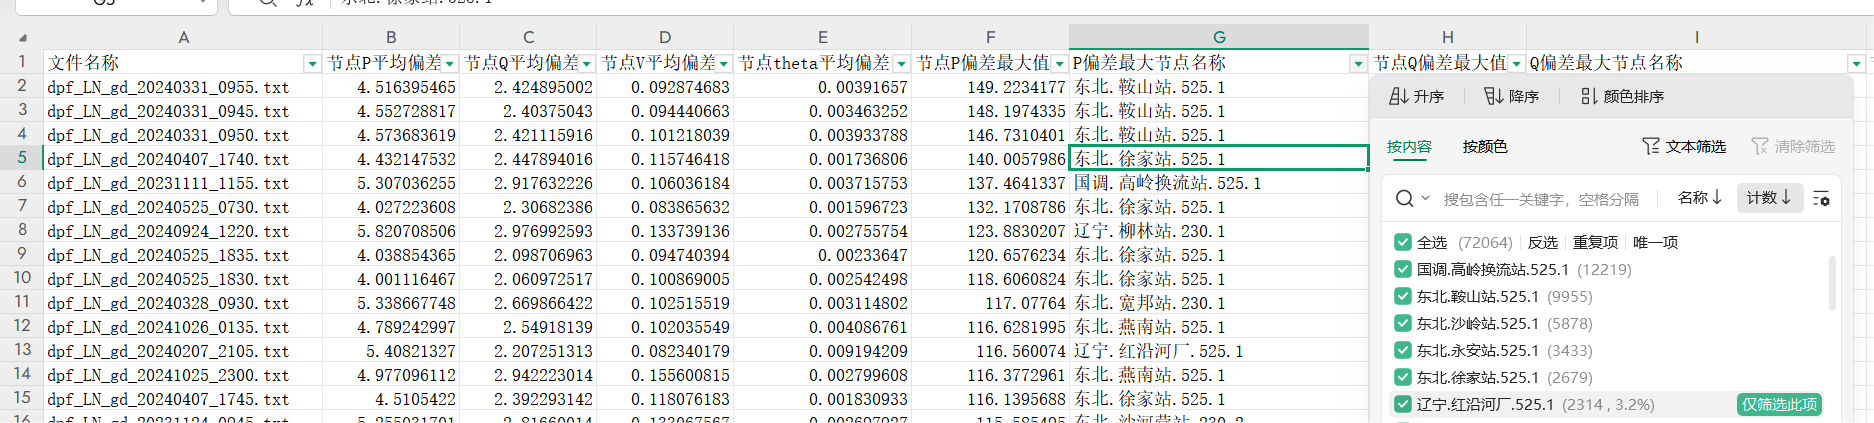 A B C D E F G H I
1 文件名称 节点P平均偏差 节点Q平均偏差 节点V平均偏差 节点theta平均偏差 节点P偏差最大值 P偏差最大节点名称 节点Q偏差最大值 Q偏差最大节点名称
2 dpf_LN_gd_20240331_0955.txt 4.516395465 2.424895002 0.092874683 0.00391657 149.2234177 东北.鞍山站.525.1
3 dpf_LN_gd_20240331_0945.txt 4.552728817 2.40375043 0.094440663 0.003463252 148.1974335 东北.鞍山站.525.1
4 dpf_LN_gd_20240331_0950.txt 4.573683619 2.421115916 0.101218039 0.003933788 146.7310401 东北.鞍山站.525.1
5 dpf_LN_gd_20240407_1740.txt 4.432147532 2.447894016 0.115746418 0.001736806 140.0057986 东北.徐家站.525.1
6 dpf_LN_gd_20231111_1155.txt 5.307036255 2.917632226 0.106036184 0.003715753 137.4641337 国调.高岭换流站.525.1
7 dpf_LN_gd_20240525_0730.txt 4.027223608 2.30682386 0.083865632 0.001596723 132.1708786 东北.徐家站.525.1
8 dpf_LN_gd_20240924_1220.txt 5.820708506 2.976992593 0.133739136 0.002755754 123.8830207 辽宁.柳林站.230.1
9 dpf_LN_gd_20240525_1835.txt 4.038854365 2.098706963 0.094740394 0.00233647 120.6576234 东北.徐家站.525.1
10 dpf_LN_gd_20240525_1830.txt 4.001116467 2.060972517 0.100869005 0.002542498 118.6060824 东北.徐家站.525.1
11 dpf_LN_gd_20240328_0930.txt 5.338667748 2.669866422 0.102515519 0.003114802 117.07764 东北.宽邦站.230.1
12 dpf_LN_gd_20241026_0135.txt 4.789242997 2.54918139 0.102035549 0.004086761 116.6281995 东北.燕南站.525.1
13 dpf_LN_gd_20240207_2105.txt 5.40821327 2.207251313 0.082340179 0.009194209 116.560074 辽宁.红沿河厂.525.1
14 dpf_LN_gd_20241025_2300.txt 4.977096112 2.942223014 0.155600815 0.002799608 116.3772961 东北.燕南站.525.1
15 dpf_LN_gd_20240407_1745.txt 4.5105422 2.392293142 0.118076183 0.001830933 116.1395688 东北.徐家站.525.1
升序 降序 颜色排序
按内容 按颜色 文本筛选 清除筛选
搜包含任一关键字，空格分隔 名称↓ 计数↓
全选 (72064) 反选 重复项 唯一项
国调.高岭换流站.525.1 (12219)
东北.鞍山站.525.1 (9955)
东北.沙岭站.525.1 (5878)
东北.永安站.525.1 (3433)
东北.徐家站.525.1 (2679)
辽宁.红沿河厂.525.1 (2314 , 3.2%) 仅筛选此项